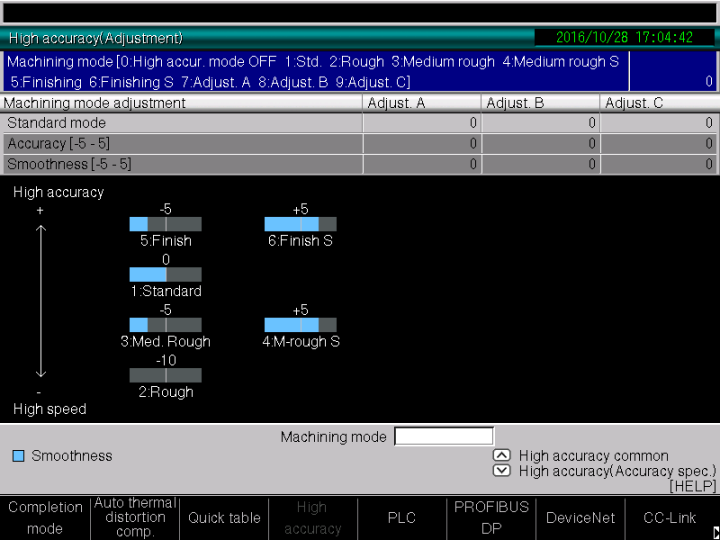 High accuracy(Adjustment)
2016/10/28 17:04:42
Machining mode [0:High accur. mode OFF 1:Std. 2:Rough 3:Medium rough 4:Medium rough S
5:Finishing 6:Finishing S 7:Adjust. A 8:Adjust. B 9:Adjust. C]
0
Machining mode adjustment Adjust. A Adjust. B Adjust. C
Standard mode 0 0 0
Accuracy [-5 - 5] 0 0 0
Smoothness [-5 - 5] 0 0 0
High accuracy
+
-5 +5
5:Finish 6:Finish S
0
1:Standard
-5 +5
3:Med. Rough 4:M-rough S
-10
2:Rough
-
High speed
Machining mode
Smoothness
High accuracy common
High accuracy(Accuracy spec.)
[HELP]
Completion mode
Auto thermal distortion comp.
Quick table
High accuracy
PLC
PROFIBUS DP
DeviceNet
CC-Link